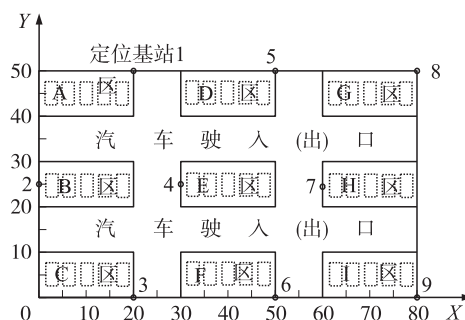 Y
定位基站1
5
8
50
A 区
D 区
G 区
40
汽 车 驶 入 (出) 口
30
2
B 区
4
E 区
7
H 区
20
汽 车 驶 入 (出) 口
10
C 区
F 区
I 区
3
6
9
0 10 20 30 40 50 60 70 80 X